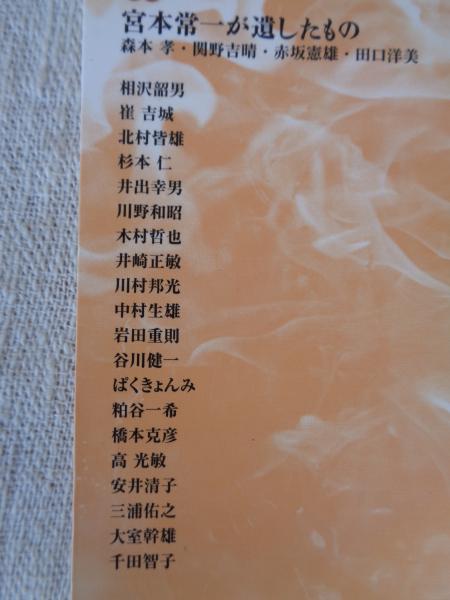 宮本常一が遺したもの
森本 孝・関野吉晴・赤坂憲雄・田口洋美
相沢韶男
崔 吉城
北村皆雄
杉本 仁
井出幸男
川野和昭
木村哲也
井崎正敏
川村邦光
中村生雄
岩田重則
谷川健一
ぱくきょんみ
粕谷一希
橋本克彦
高 光敏
安井清子
三浦佑之
大室幹雄
千田智子